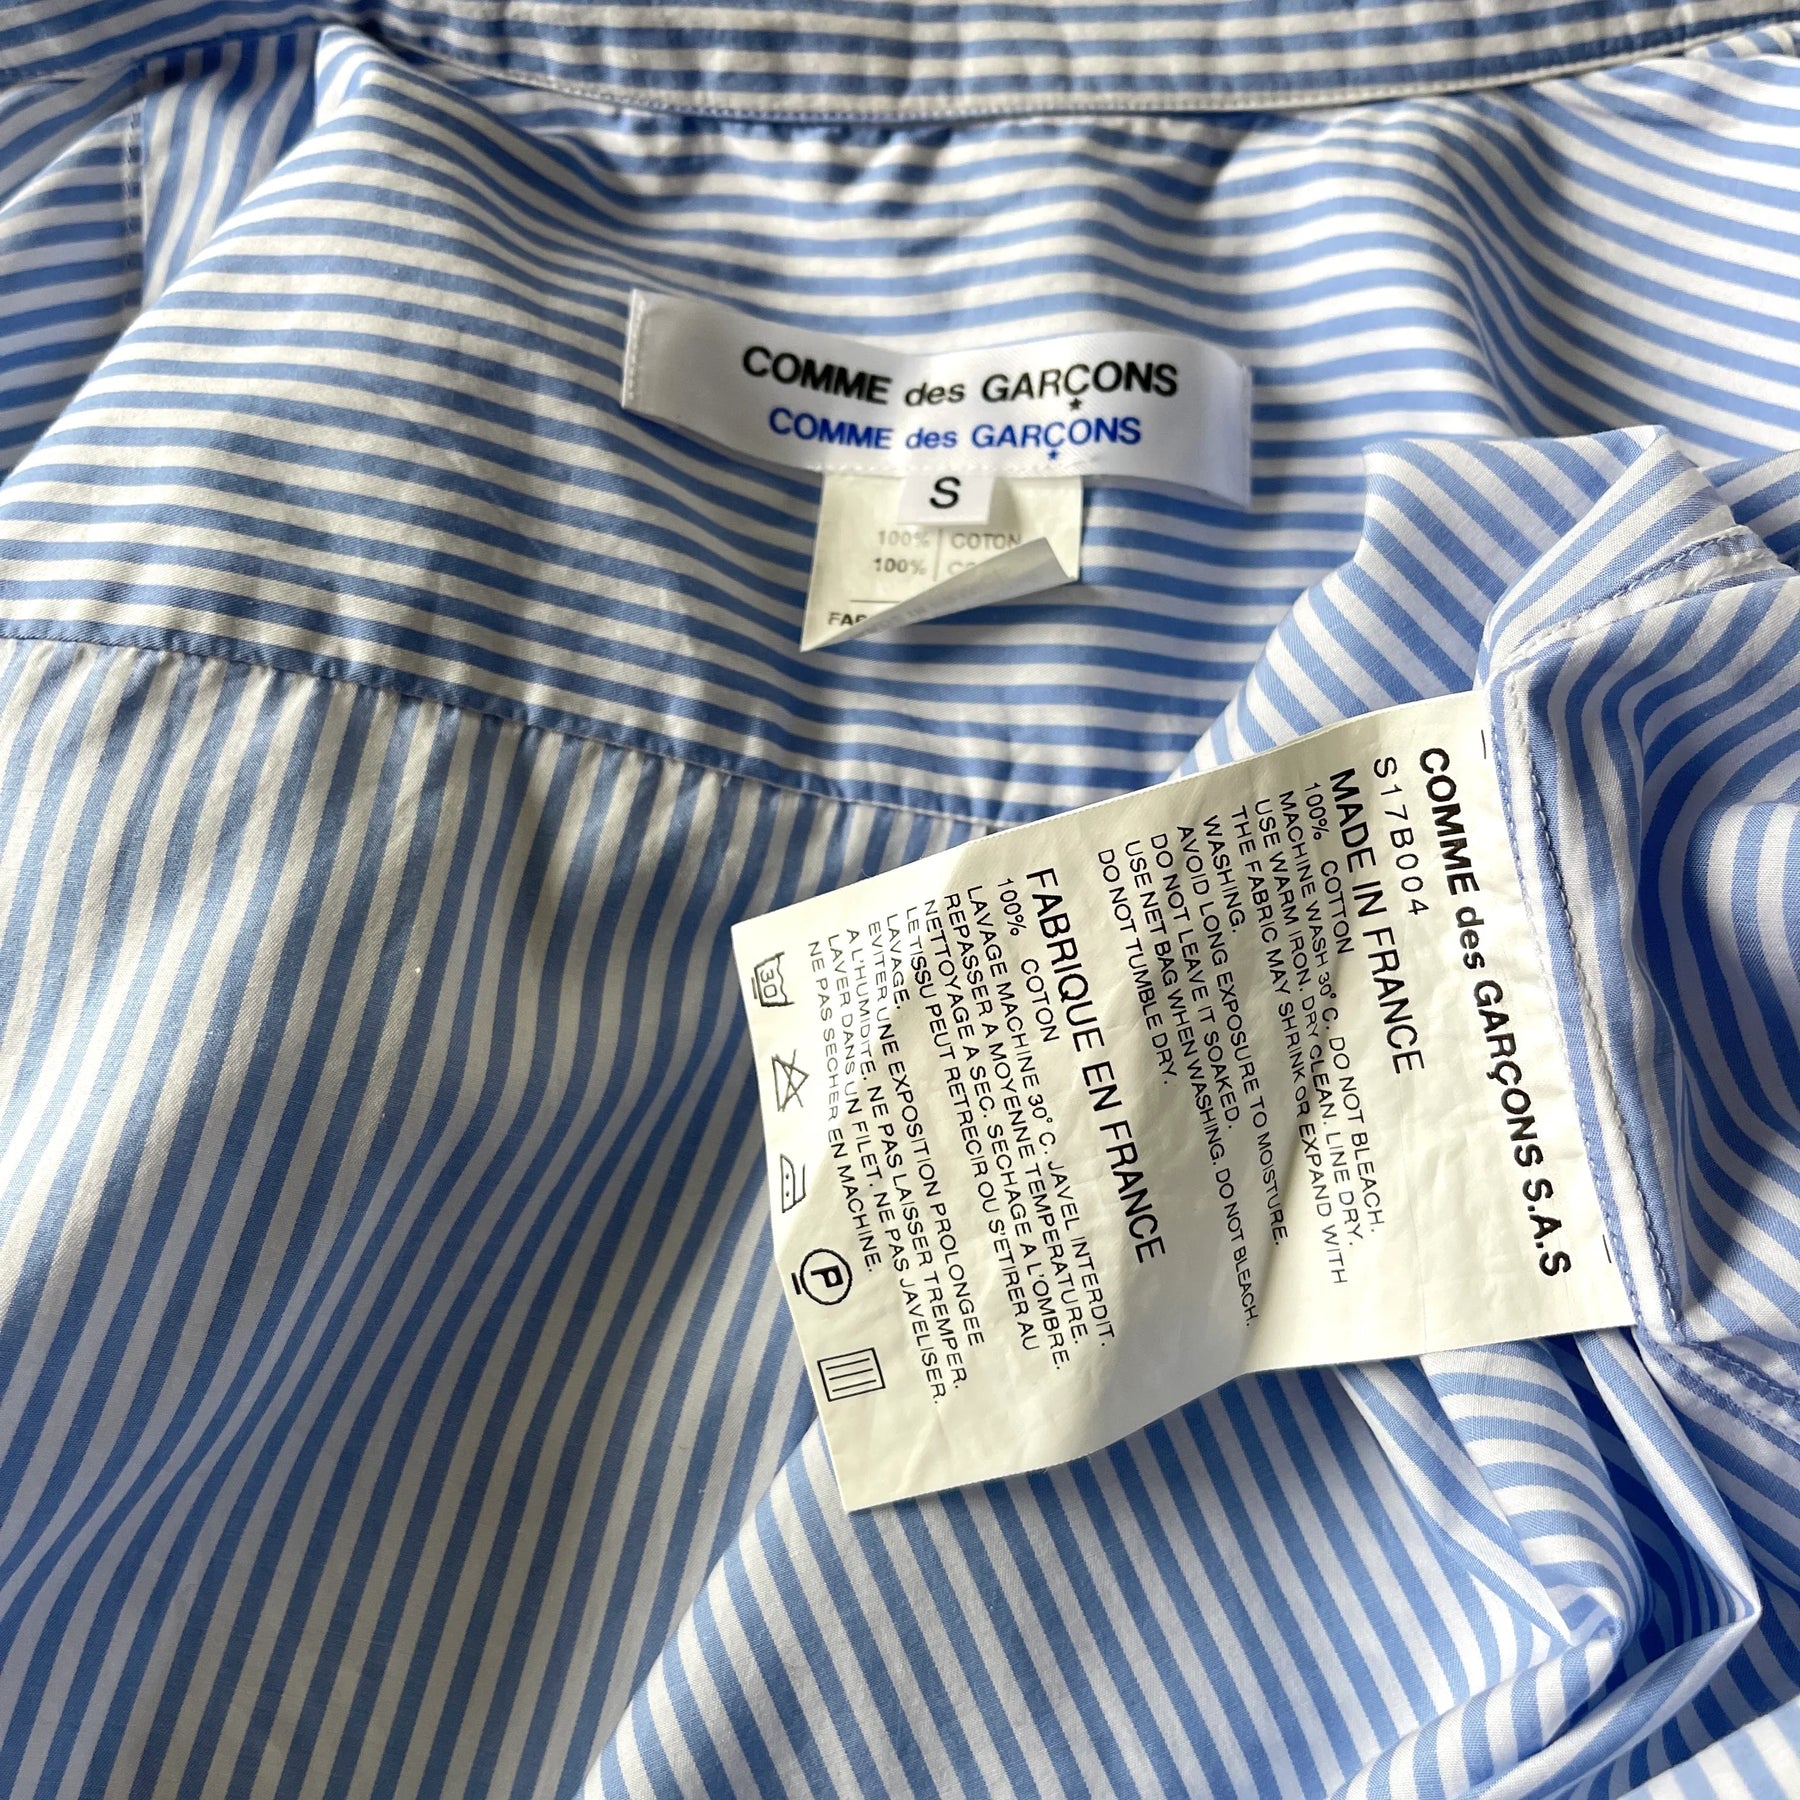 COMME des GARÇONS
COMME des GARÇONS
S
100% COTON
100%
COMME des GARÇONS S.A.S
S17B004
MADE IN FRANCE
100% COTTON
MACHINE WASH 30°C. DO NOT BLEACH.
USE WARM IRON. DRY CLEAN. LINE DRY.
THE FABRIC MAY SHRINK OR EXPAND WITH
WASHING.
AVOID LONG EXPOSURE TO MOISTURE.
DO NOT LEAVE IT SOAKED.
USE NET BAG WHEN WASHING. DO NOT BLEACH.
DO NOT TUMBLE DRY.
FABRIQUE EN FRANCE
100% COTON
LAVAGE MACHINE 30°C. JAVEL INTERDIT.
REPASSER A MOYENNE TEMPERATURE.
NETTOYAGE A SEC. SECHAGE A L'OMBRE.
LE TISSU PEUT RETRECIR OU S'ETIRER AU
LAVAGE.
EVITER UNE EXPOSITION PROLONGEE
A L'HUMIDITE. NE PAS LAISSER TREMPER.
LAVER DANS UN FILET. NE PAS JAVELISER.
NE PAS SECHER EN MACHINE.
30
P